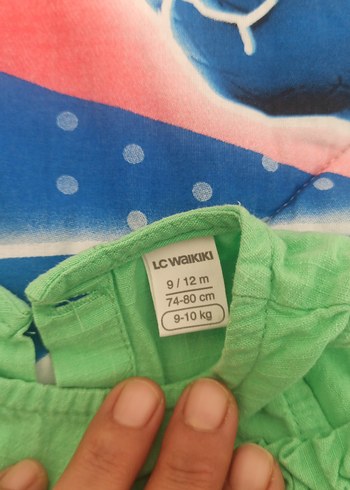 LC WAIKIKI
9 / 12 m
74-80 cm
9-10 kg